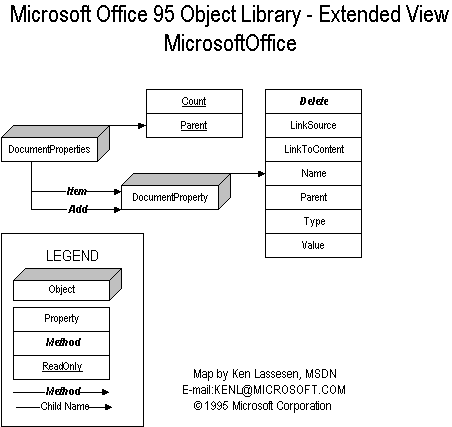 Microsoft Office 95 Object Library - Extended View
MicrosoftOffice
Count
Parent
DocumentProperties
Item
Add
DocumentProperty
Delete
LinkSource
LinkToContent
Name
Parent
Type
Value
LEGEND
Object
Property
Method
ReadOnly
Method
Child Name
Map by Ken Lassesen, MSDN
E-mail:KENL@MICROSOFT.COM
© 1995 Microsoft Corporation